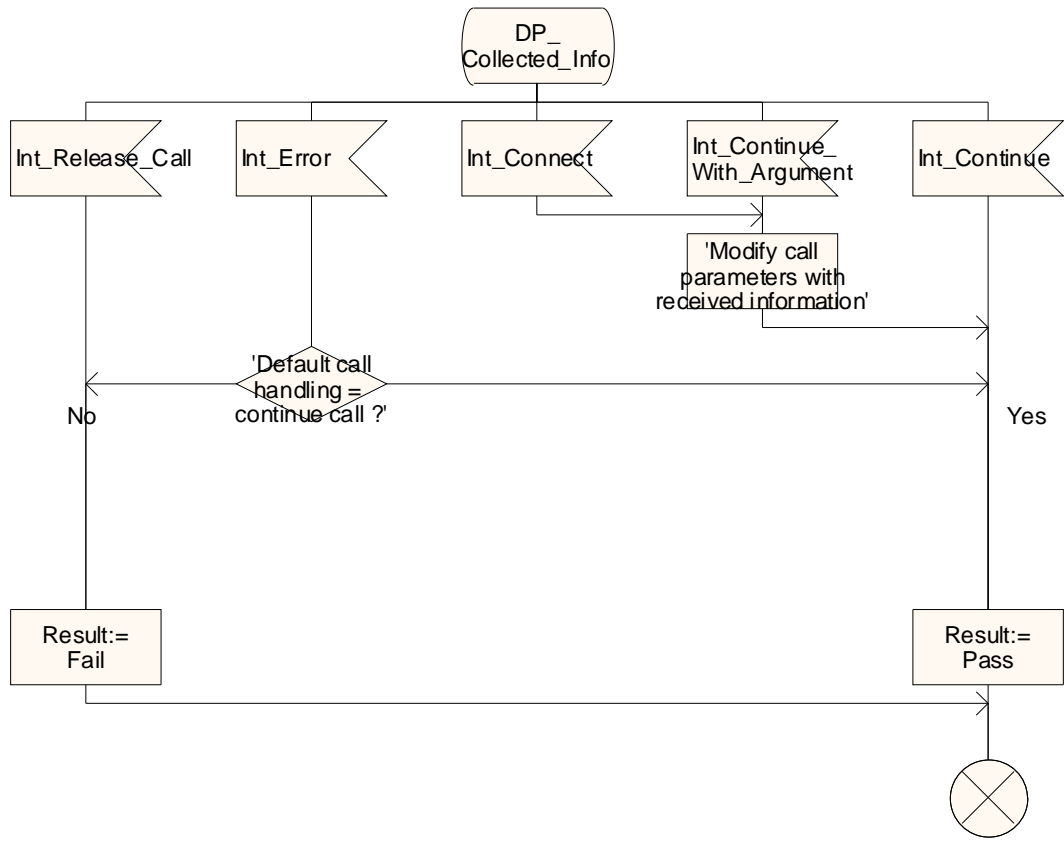 DP_
Collected_Info
Int_Release_Call
Int_Error
Int_Connect
Int_Continue_
With_Argument
Int_Continue
'Modify call
parameters with
received information'
'Default call
handling =
continue call ?'
No
Yes
Result:=
Fail
Result:=
Pass